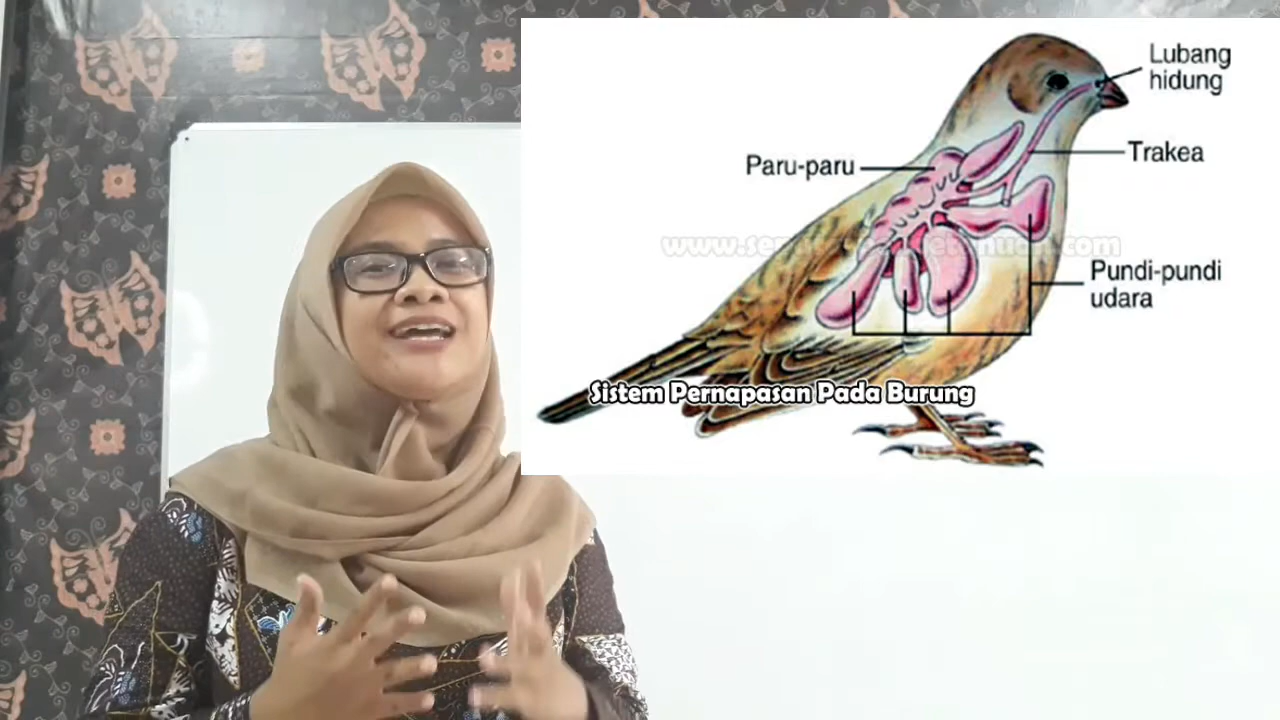 Lubang
hidung
Trakea
Paru-paru
Pundi-pundi
udara
Sistem Pernapasan Pada Burung